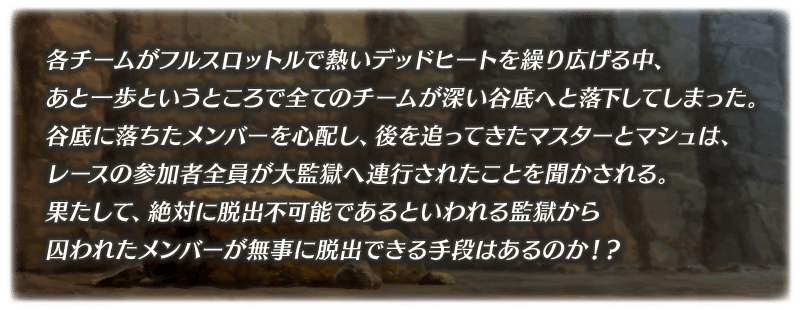 各チームがフルスロットルで熱いデッドヒートを繰り広げる中、
あと一歩というところで全てのチームが深い谷底へと落下してしまった。
谷底に落ちたメンバーを心配し、後を追ってきたマスターとマシュは、
レースの参加者全員が大監獄へ連行されたことを聞かされる。
果たして、絶対に脱出不可能であるといわれる監獄から
囚われたメンバーが無事に脱出できる手段はあるのか！？